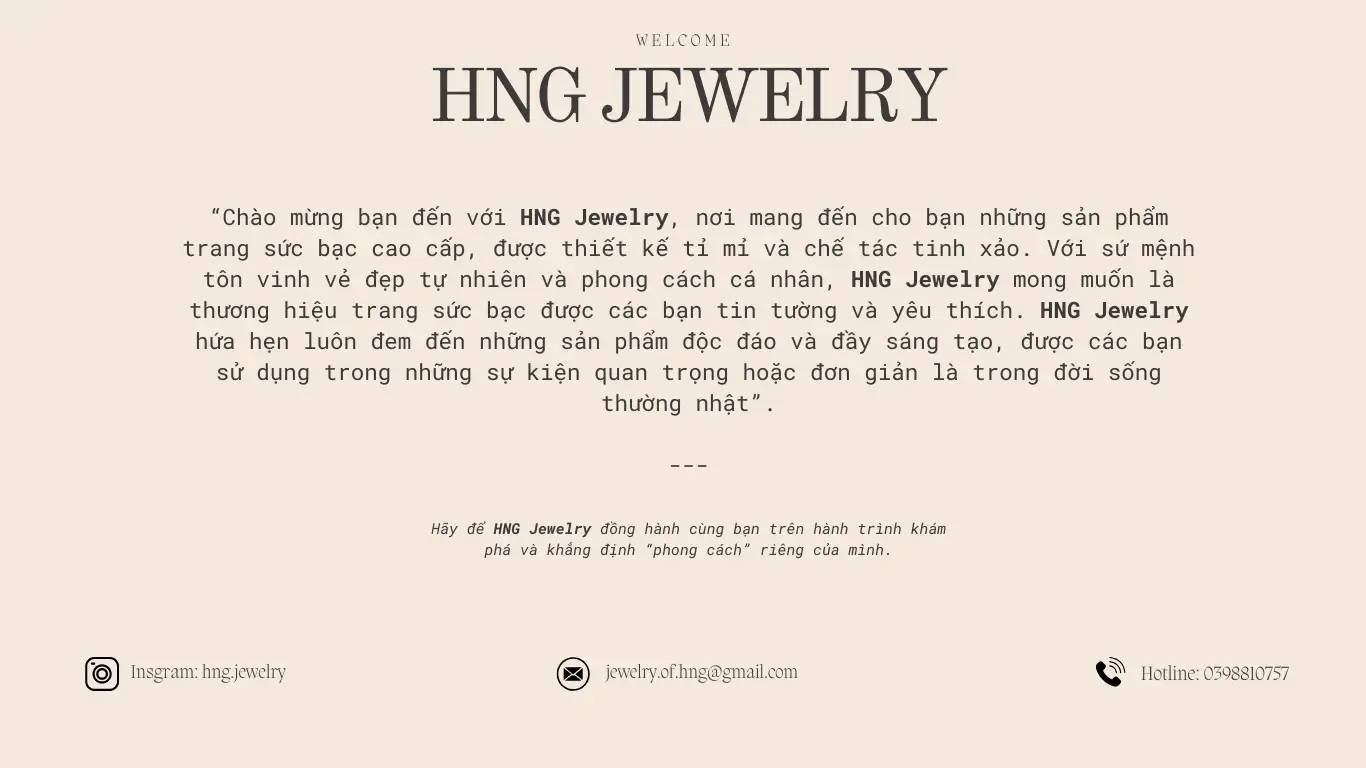 WELCOME
HNG JEWELRY
“Chào mừng bạn đến với HNG Jewelry, nơi mang đến cho bạn những sản phẩm
trang sức bạc cao cấp, được thiết kế tỉ mỉ và chế tác tinh xảo. Với sứ mệnh
tôn vinh vẻ đẹp tự nhiên và phong cách cá nhân, HNG Jewelry mong muốn là
thương hiệu trang sức bạc được các bạn tin tường và yêu thích. HNG Jewelry
hứa hẹn luôn đem đến những sản phẩm độc đáo và đầy sáng tạo, được các bạn
sử dụng trong những sự kiện quan trọng hoặc đơn giản là trong đời sống
thường nhật”.
---
Hãy để HNG Jewelry đồng hành cùng bạn trên hành trình khám
phá và khẳng định “phong cách” riêng của mình.
Insgram: hng.jewelry
jewelry.of.hng@gmail.com
Hotline: 0398810757